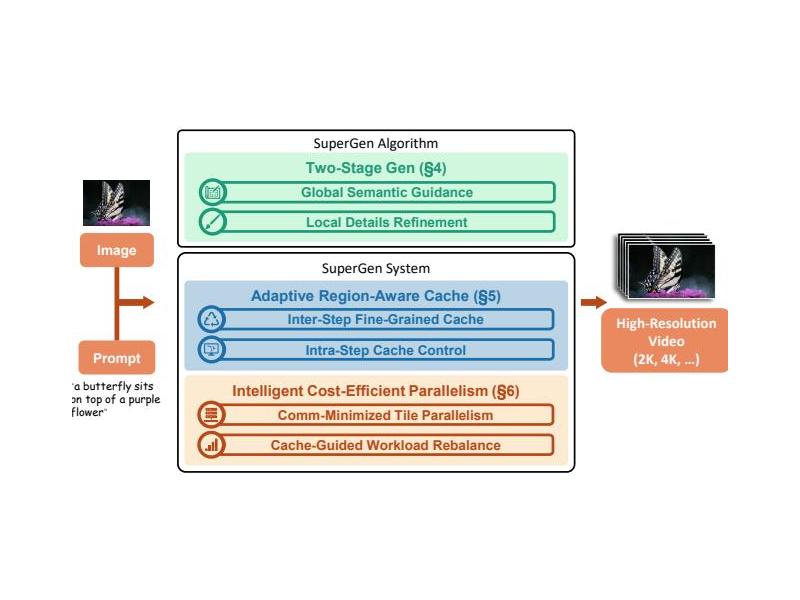 SuperGen Algorithm
Two-Stage Gen (§4)
Global Semantic Guidance
Local Details Refinement
Image
Prompt
a butterfly sits
on top of a purple
flower"
SuperGen System
Adaptive Region-Aware Cache (§5)
Inter-Step Fine-Grained Cache
Intra-Step Cache Control
Intelligent Cost-Efficient Parallelism (§6)
Comm-Minimized Tile Parallelism
Cache-Guided Workload Rebalance
High-Resolution
Video
(2K, 4K, ...)